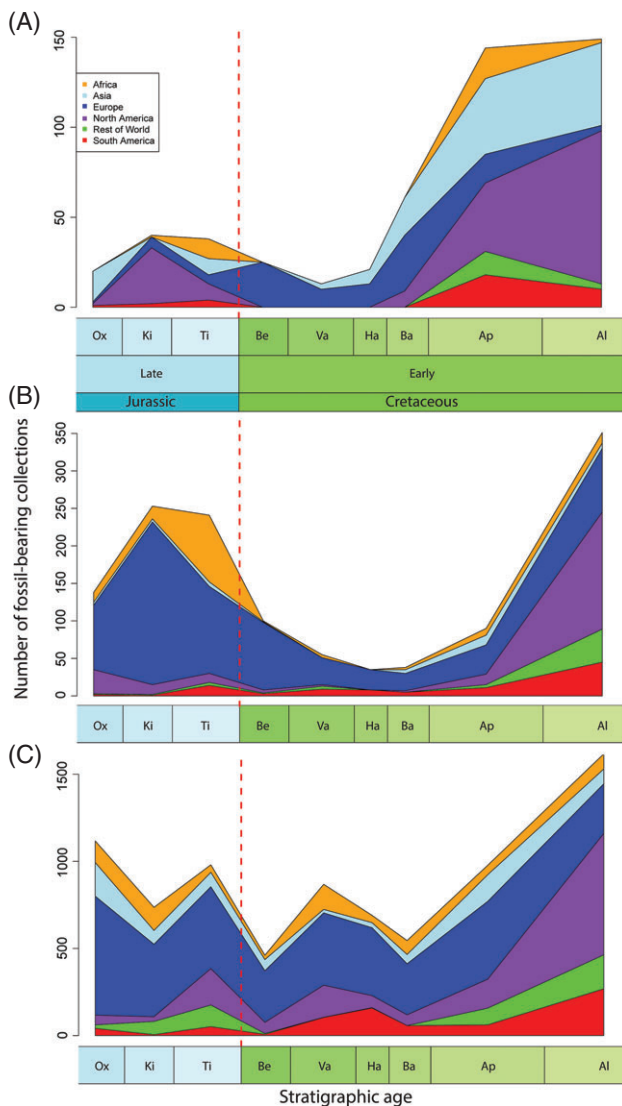 (A)
150
100
50
0
Africa
Asia
Europe
North America
Rest of World
South America
Ox Ki Ti Be Va Ha Ba Ap Al
Late Early
Jurassic Cretaceous
(B)
350
300
250
200
150
100
50
0
Number of fossil-bearing collections
Ox Ki Ti Be Va Ha Ba Ap Al
(C)
1500
1000
500
0
Ox Ki Ti Be Va Ha Ba Ap Al
Stratigraphic age